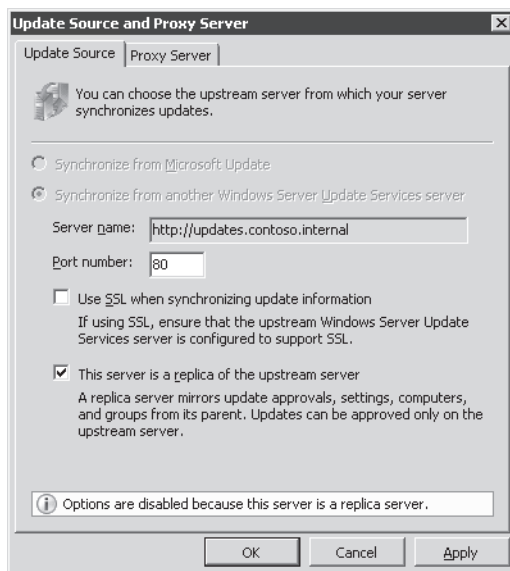 Update Source and Proxy Server
Update Source
Proxy Server
You can choose the upstream server from which your server
synchronizes updates.
Synchronize from Microsoft Update
Synchronize from another Windows Server Update Services server
Server name: http://updates.contoso.internal
Port number: 80
Use SSL when synchronizing update information
If using SSL, ensure that the upstream Windows Server Update
Services server is configured to support SSL.
This server is a replica of the upstream server
A replica server mirrors update approvals, settings, computers,
and groups from its parent. Updates can be approved only on the
upstream server.
Options are disabled because this server is a replica server.
OK
Cancel
Apply